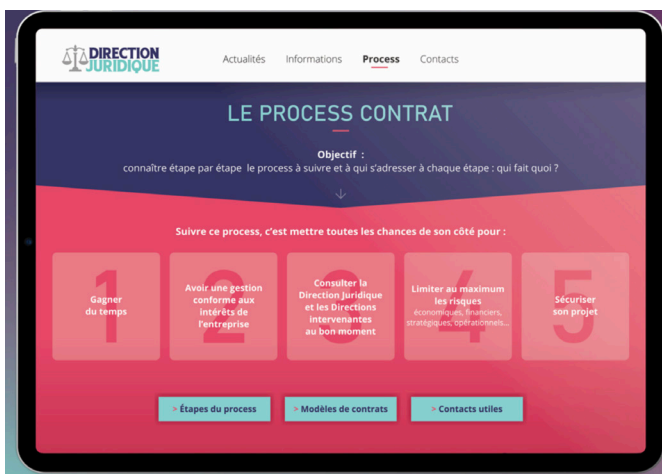 DIRECTION
JURIDIQUE
Actualités Informations Process Contacts
LE PROCESS CONTRAT
Objectif :
connaître étape par étape le process à suivre et à qui s'adresser à chaque étape : qui fait quoi ?
Suivre ce process, c'est mettre toutes les chances de son côté pour :
1
Gagner
du temps
2
Avoir une gestion
conforme aux
intérêts de
l'entreprise
3
Consulter la
Direction Juridique
et les Directions
intervenantes
au bon moment
4
Limiter au maximum
les risques
économiques, financiers,
stratégiques, opérationnels...
5
Sécuriser
son projet
> Étapes du process
> Modèles de contrats
> Contacts utiles